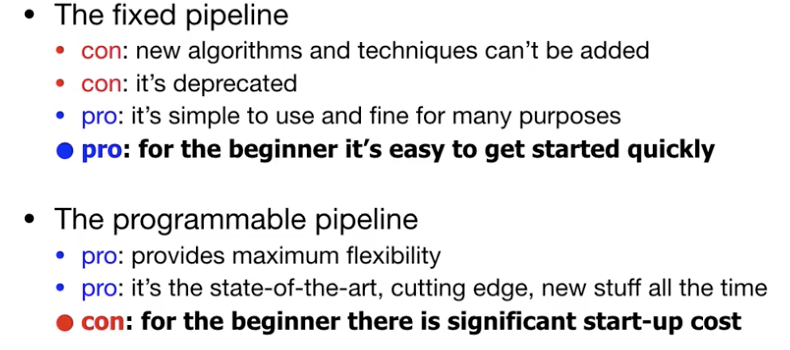 • The fixed pipeline
• con: new algorithms and techniques can't be added
• con: it's deprecated
• pro: it's simple to use and fine for many purposes
• pro: for the beginner it's easy to get started quickly
• The programmable pipeline
• pro: provides maximum flexibility
• pro: it's the state-of-the-art, cutting edge, new stuff all the time
• con: for the beginner there is significant start-up cost